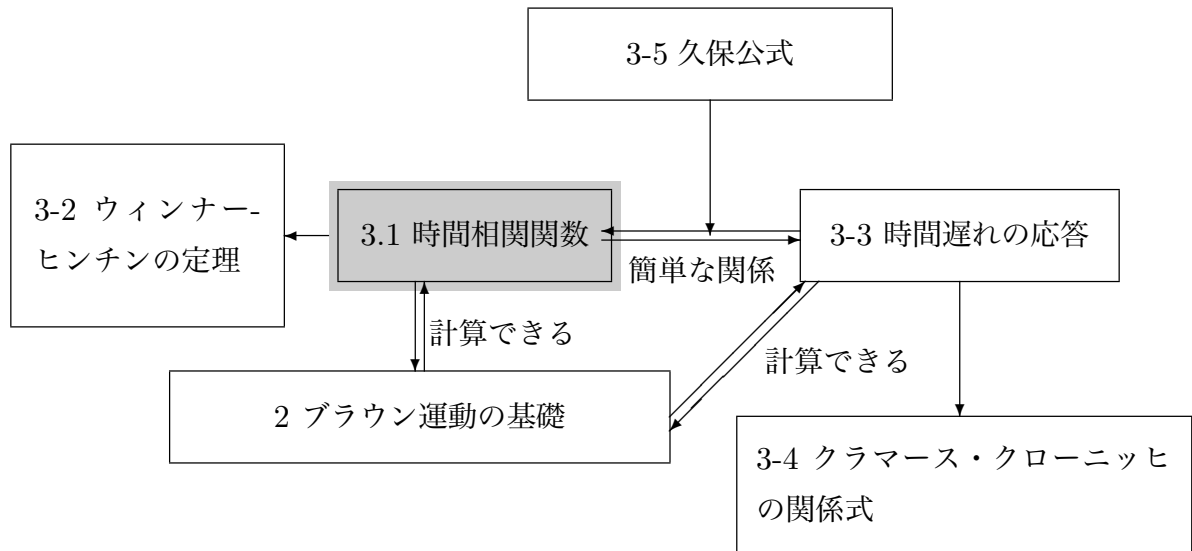 3-5 久保公式
3-2 ウィンナー-
ヒンチンの定理
3.1 時間相関関数
3-3 時間遅れの応答
簡単な関係
計算できる
計算できる
2 ブラウン運動の基礎
3-4 クラマース・クローニッヒ
の関係式